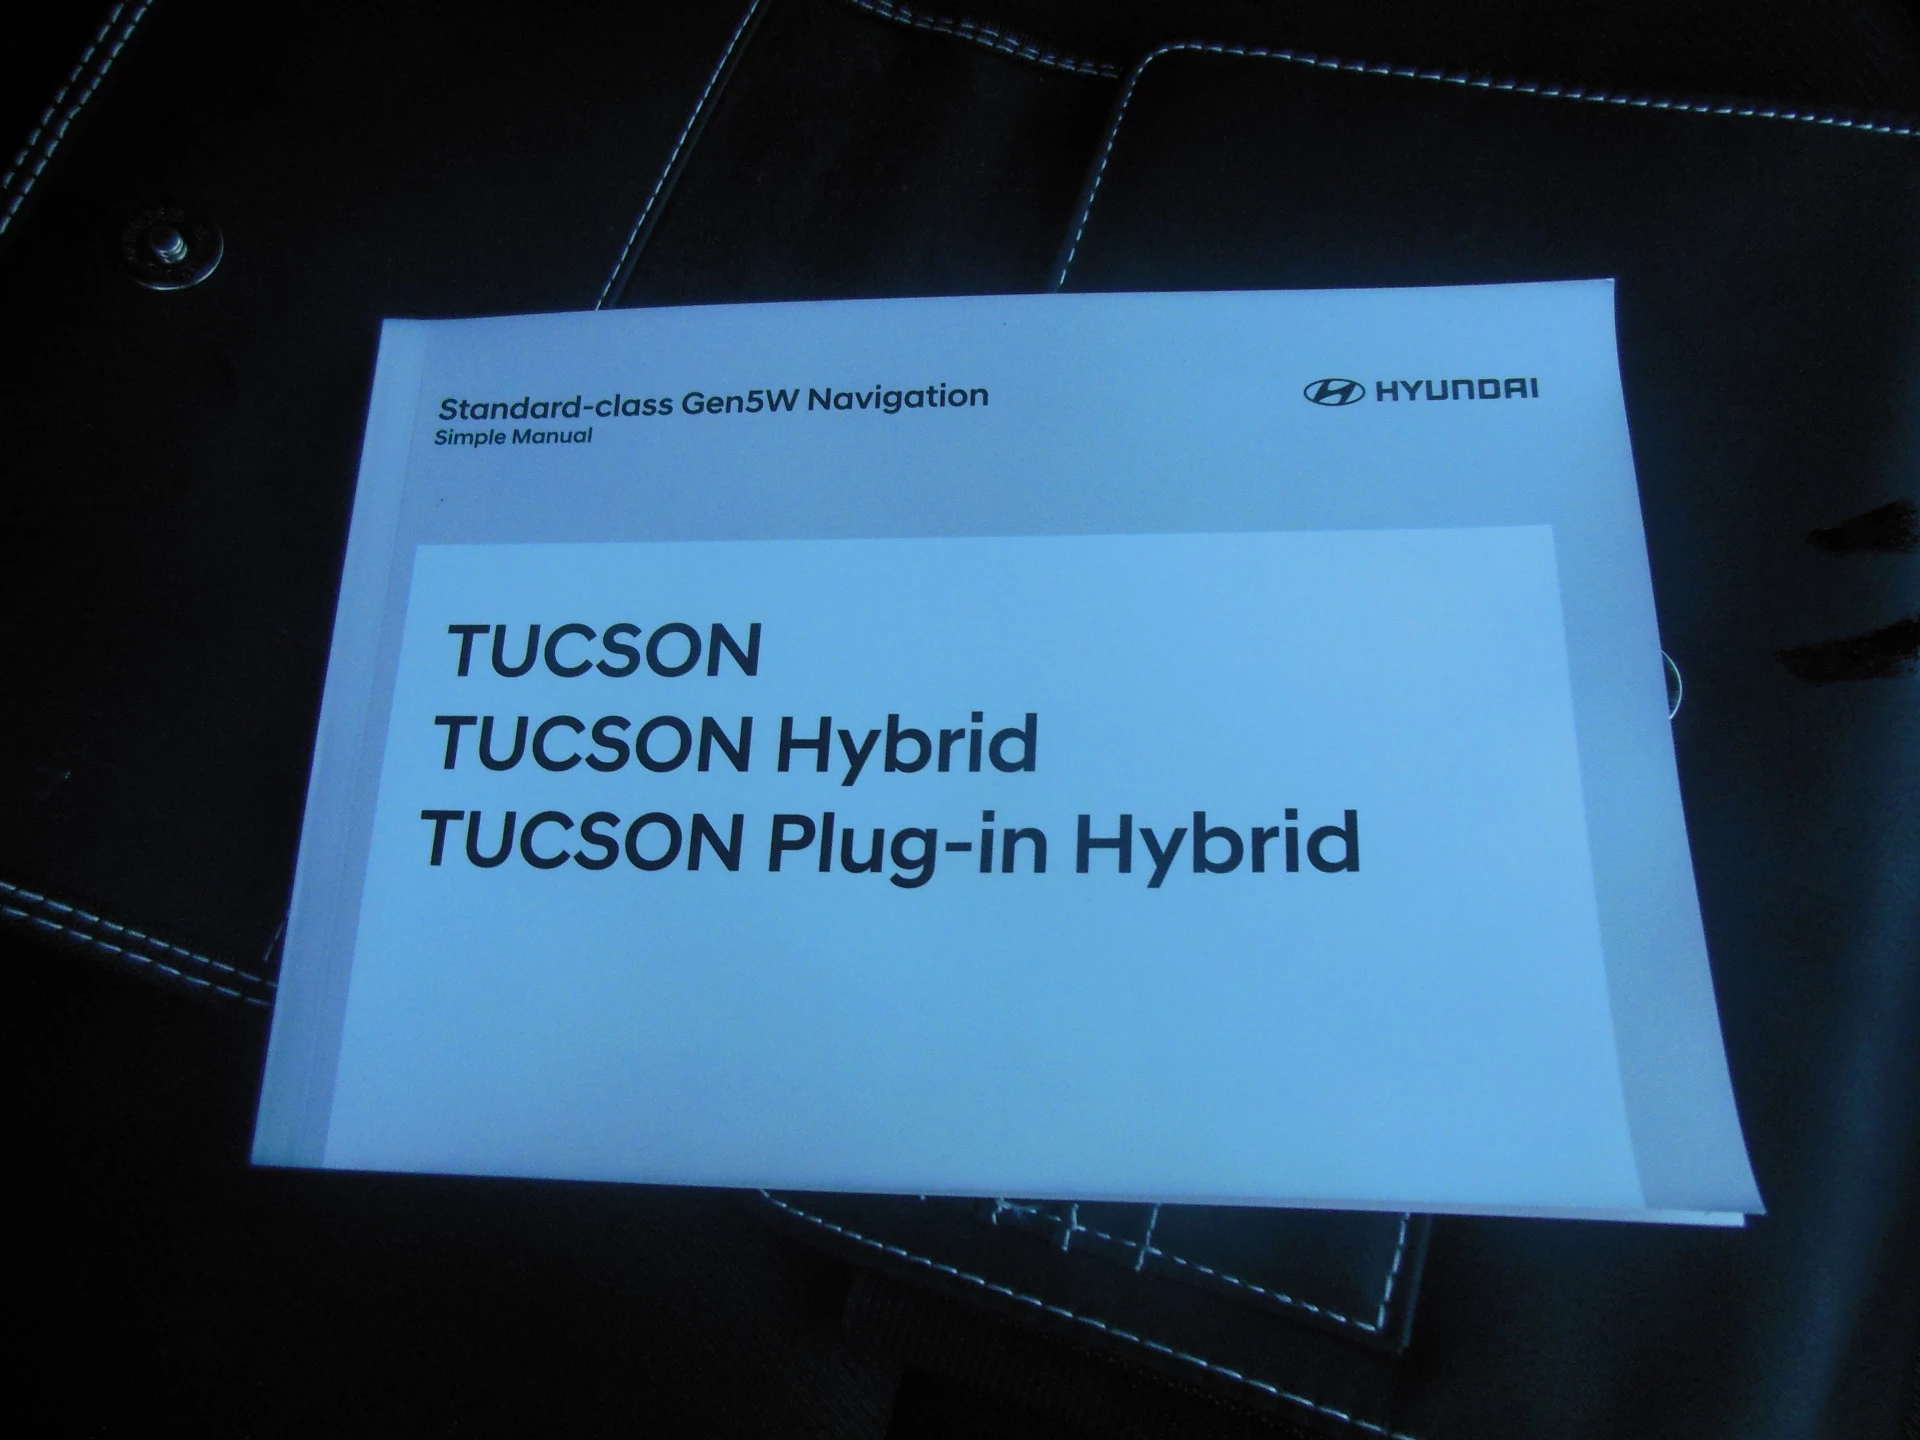 Standard-class Gen5W Navigation
Simple Manual
HYUNDAI
TUCSON
TUCSON Hybrid
TUCSON Plug-in Hybrid